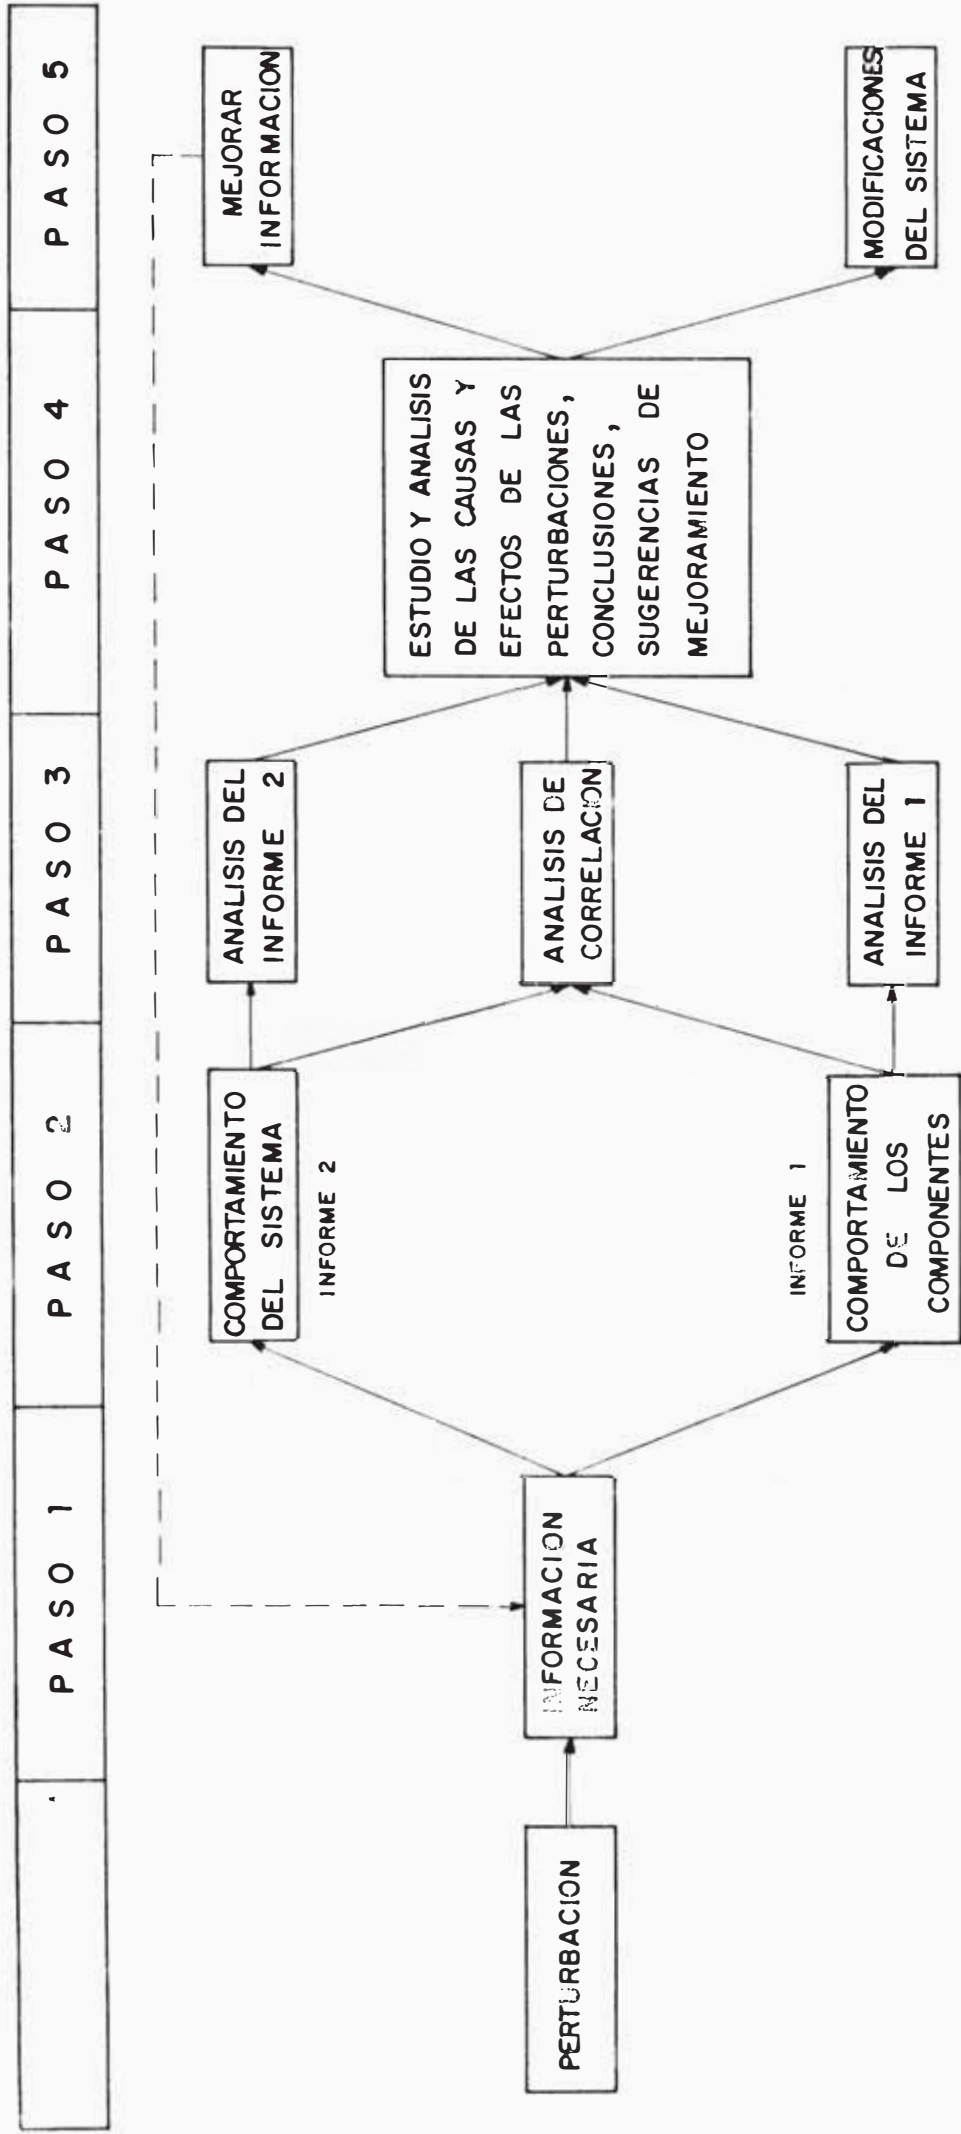 PASO 1
PASO 2
PASO 3
PASO 4
PASO 5
PERTURBACION
INFORMACION
NECESARIA
COMPORTAMIENTO
DEL SISTEMA
INFORME 2
INFORME 1
COMPORTAMIENTO
DE LOS
COMPONENTES
ANALISIS DEL
INFORME 2
ANALISIS DE
CORRELACION
ANALISIS DEL
INFORME 1
ESTUDIO Y ANALISIS
DE LAS CAUSAS Y
EFECTOS DE LAS
PERTURBACIONES,
CONCLUSIONES,
SUGERENCIAS DE
MEJORAMIENTO
MEJORAR
INFORMACION
MODIFICACIONES
DEL SISTEMA